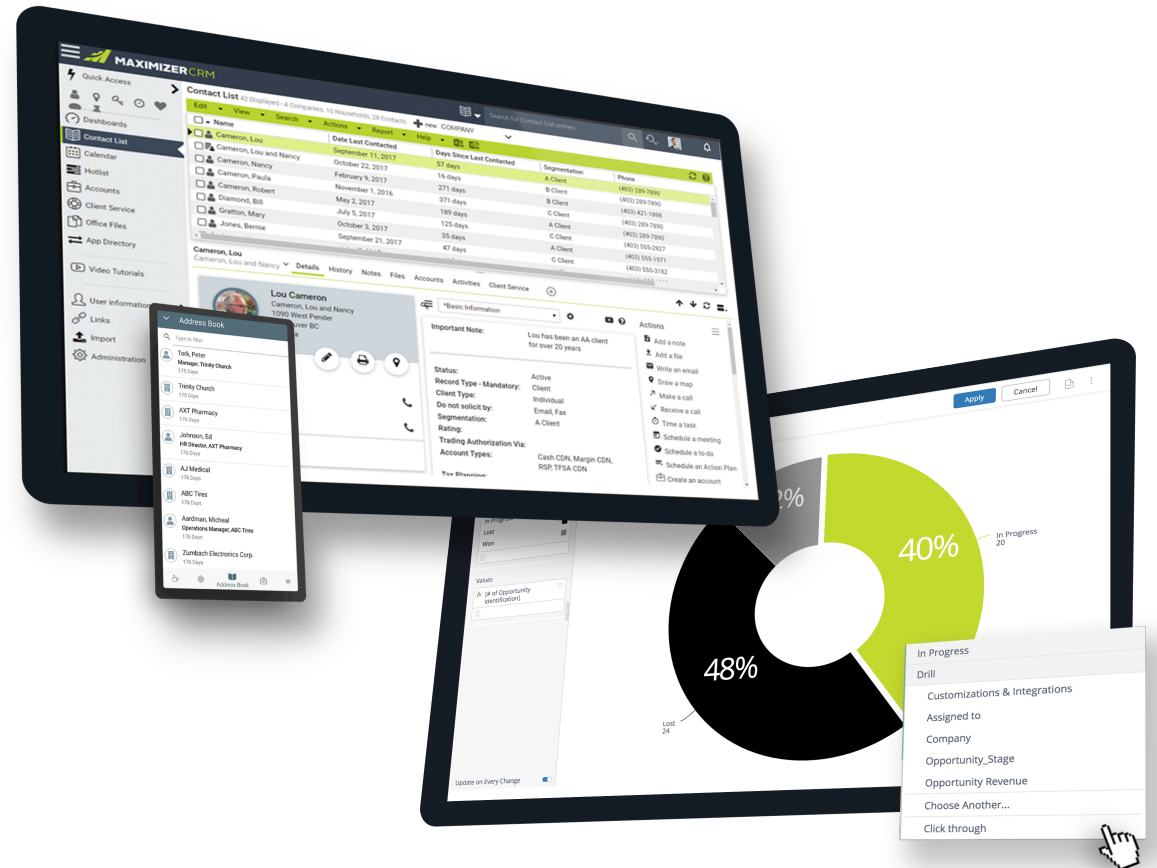 MAXIMIZER CRM
Quick Access
Dashboards
Contact List
Calendar
Hotlist
Accounts
Client Service
Office Files
App Directory
Video Tutorials
User information
Links
Import
Administration
Contact List 42 Displayed - 4 Companies, 10 Households, 28 Contacts
new COMPANY
Search for Contact List entries...
Edit View Search Actions Report Help
Name Date Last Contacted Days Since Last Contacted Segmentation Phone
Cameron, Lou September 11, 2017 57 days A Client (403) 289-7890
Cameron, Lou and Nancy October 22, 2017 16 days B Client (403) 289-7890
Cameron, Nancy February 9, 2017 271 days B Client (403) 421-1898
Cameron, Paula November 1, 2016 371 days C Client (403) 289-7890
Cameron, Robert May 2, 2017 189 days A Client (403) 289-7890
Diamond, Bill July 5, 2017 125 days C Client (403) 555-2827
Gratton, Mary October 3, 2017 35 days A Client (403) 555-1971
Jones, Bernie September 21, 2017 47 days C Client (403) 555-3182
Cameron, Lou
Cameron, Lou and Nancy
Details History Notes Files Accounts Activities Client Service
Lou Cameron
Cameron, Lou and Nancy
1090 West Pender
BC
*Basic Information
Important Note: Lou has been an AA client
for over 20 years
Status: Active
Record Type - Mandatory: Client
Client Type: Individual
Do not solicit by: Email, Fax
Segmentation: A Client
Rating:
Trading Authorization Via:
Account Types: Cash CDN, Margin CDN,
RSP, TFSA CDN
Tax Planning:
Actions
Add a note
Add a file
Write an email
Draw a map
Make a call
Receive a call
Time a task
Schedule a meeting
Schedule a to-do
Schedule an Action Plan
Create an account
Address Book
Type to filter
Tork, Peter
Manager, Trinity Church
175 Days
Trinity Church
175 Days
AXT Pharmacy
176 Days
Johnson, Ed
HR Director, AXT Pharmacy
176 Days
AJ Medical
176 Days
ABC Tires
176 Days
Aardman, Micheal
Operations Manager, ABC Tires
176 Days
Zumbach Electronics Corp.
176 Days
Address Book
Apply
Cancel
In Progress
Lost
Won
Values
fx [# of Opportunity
Identification]
Update on Every Change
2%
40%
In Progress
20
48%
Lost
24
In Progress
Drill
Customizations & Integrations
Assigned to
Company
Opportunity_Stage
Opportunity Revenue
Choose Another...
Click through